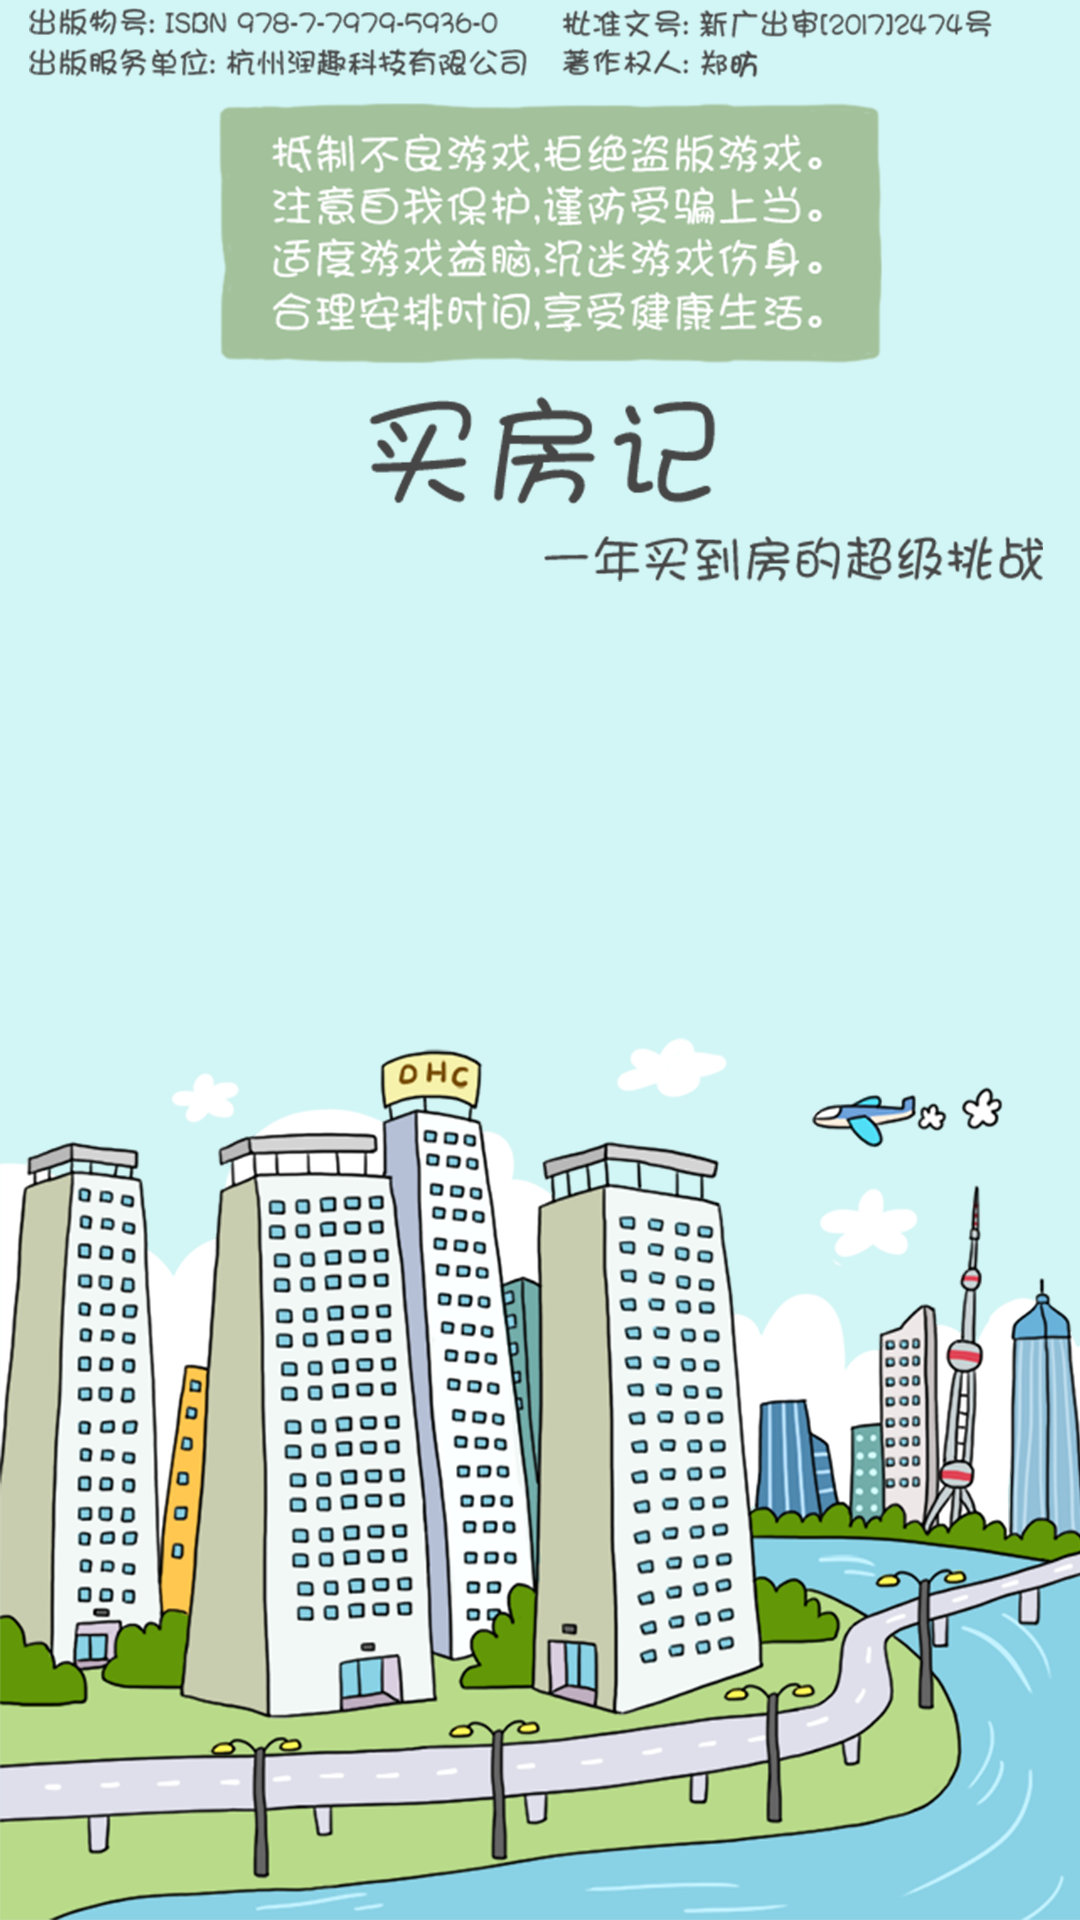 出版物号: ISBN 978-7-7979-5936-0
批准文号: 新广出审[2017]2474号
出版服务单位: 杭州润趣科技有限公司
著作权人: 郑昉
抵制不良游戏,拒绝盗版游戏。
注意自我保护,谨防受骗上当。
适度游戏益脑,沉迷游戏伤身。
合理安排时间,享受健康生活。
买房记
一年买到房的超级挑战
DHC